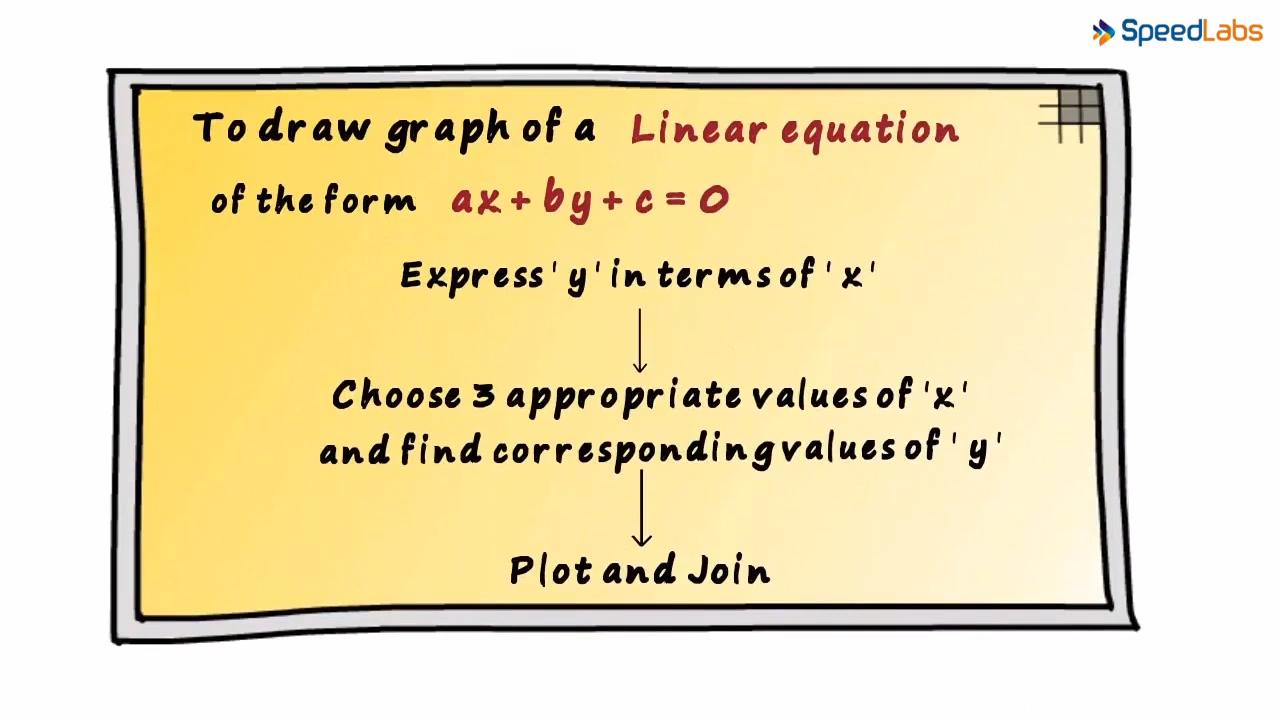 SpeedLabs
To draw graph of a Linear equation
of the form ax + by + c = 0
Express 'y' in terms of 'x'
Choose 3 appropriate values of 'x'
and find corresponding values of 'y'
Plot and Join